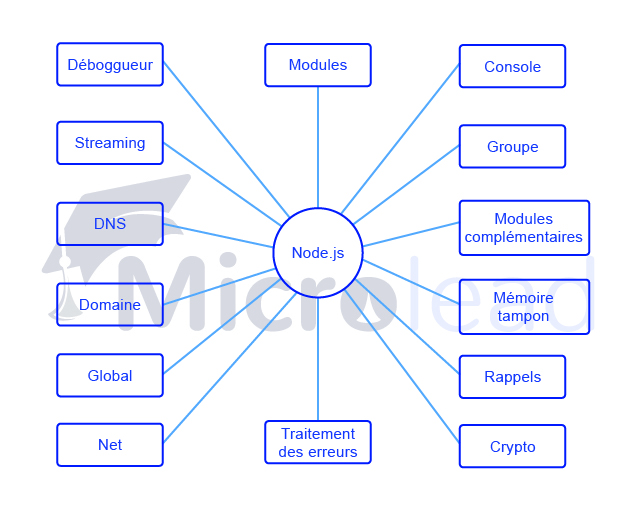 Déboggueur
Modules
Console
Streaming
Groupe
DNS
Modules
complémentaires
Node.js
Domaine
Mémoire
tampon
Global
Rappels
Net
Traitement
des erreurs
Crypto
Microlead